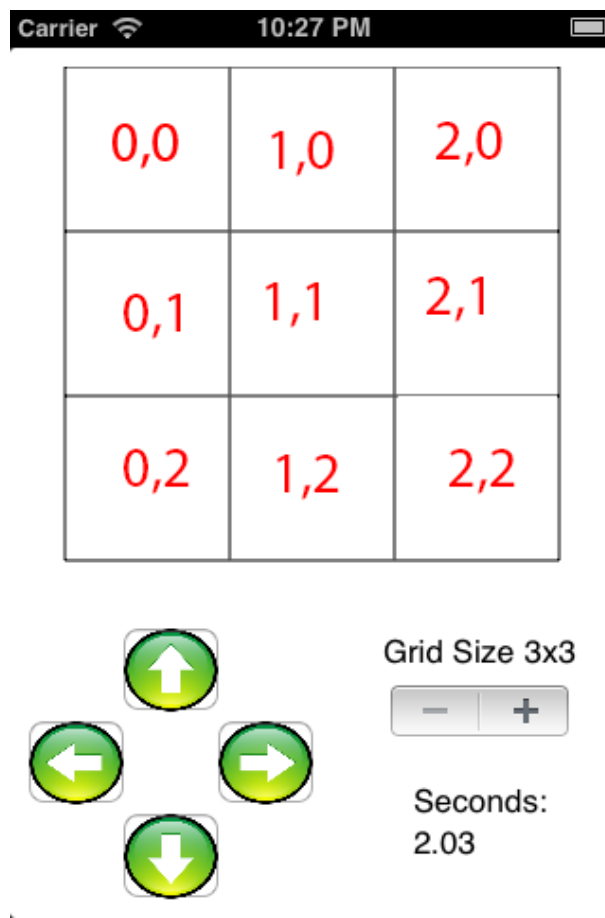 Carrier 10:27 PM
0,0 1,0 2,0
0,1 1,1 2,1
0,2 1,2 2,2
Grid Size 3x3
Seconds:
2.03